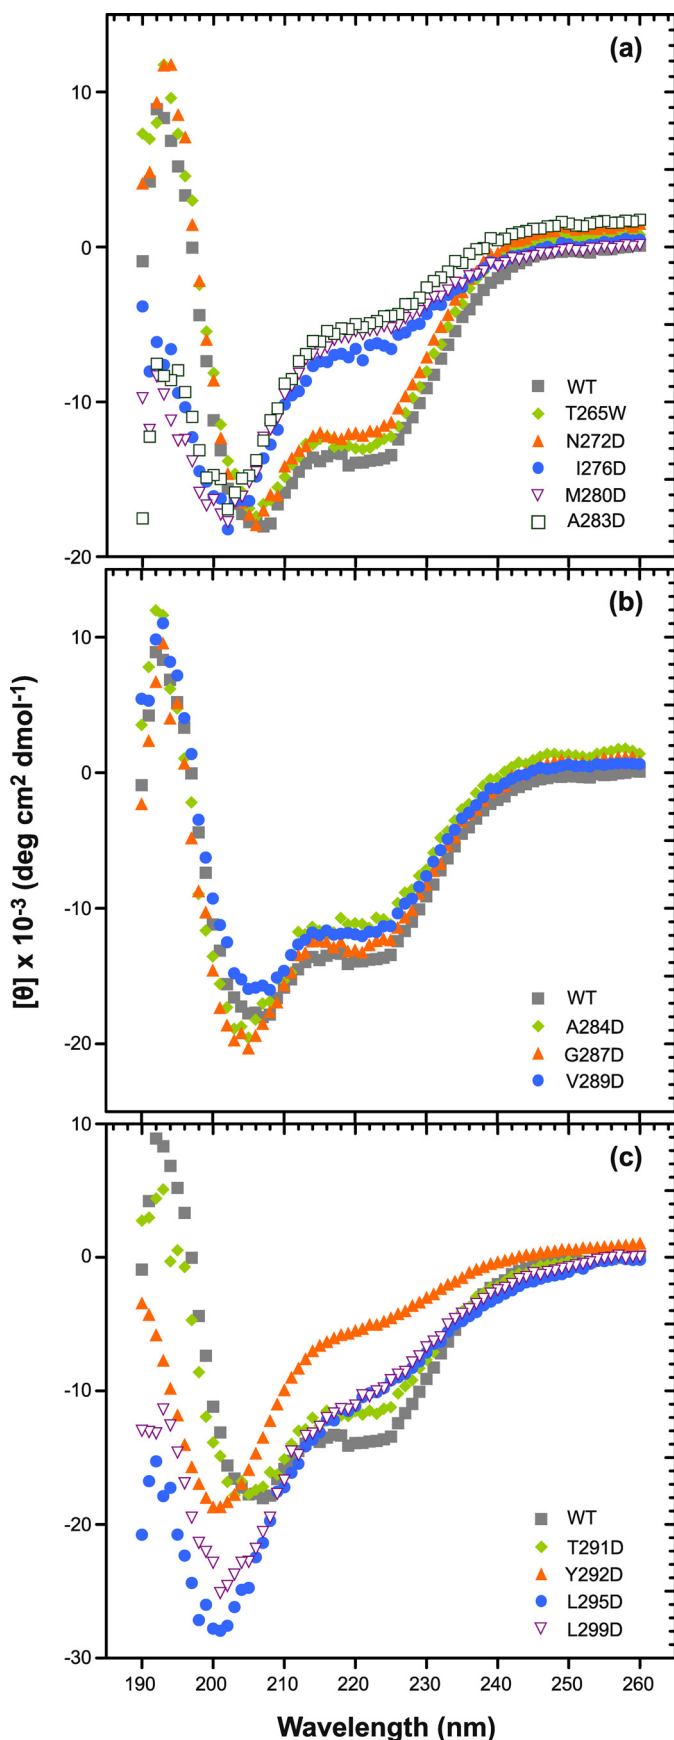 (a)
10
0
-10
-20
WT
T265W
N272D
I276D
M280D
A283D
(b)
10
0
-10
-20
WT
A284D
G287D
V289D
[θ] x 10-3 (deg cm2 dmol-1)
(c)
10
0
-10
-20
-30
WT
T291D
Y292D
L295D
L299D
190 200 210 220 230 240 250 260
Wavelength (nm)